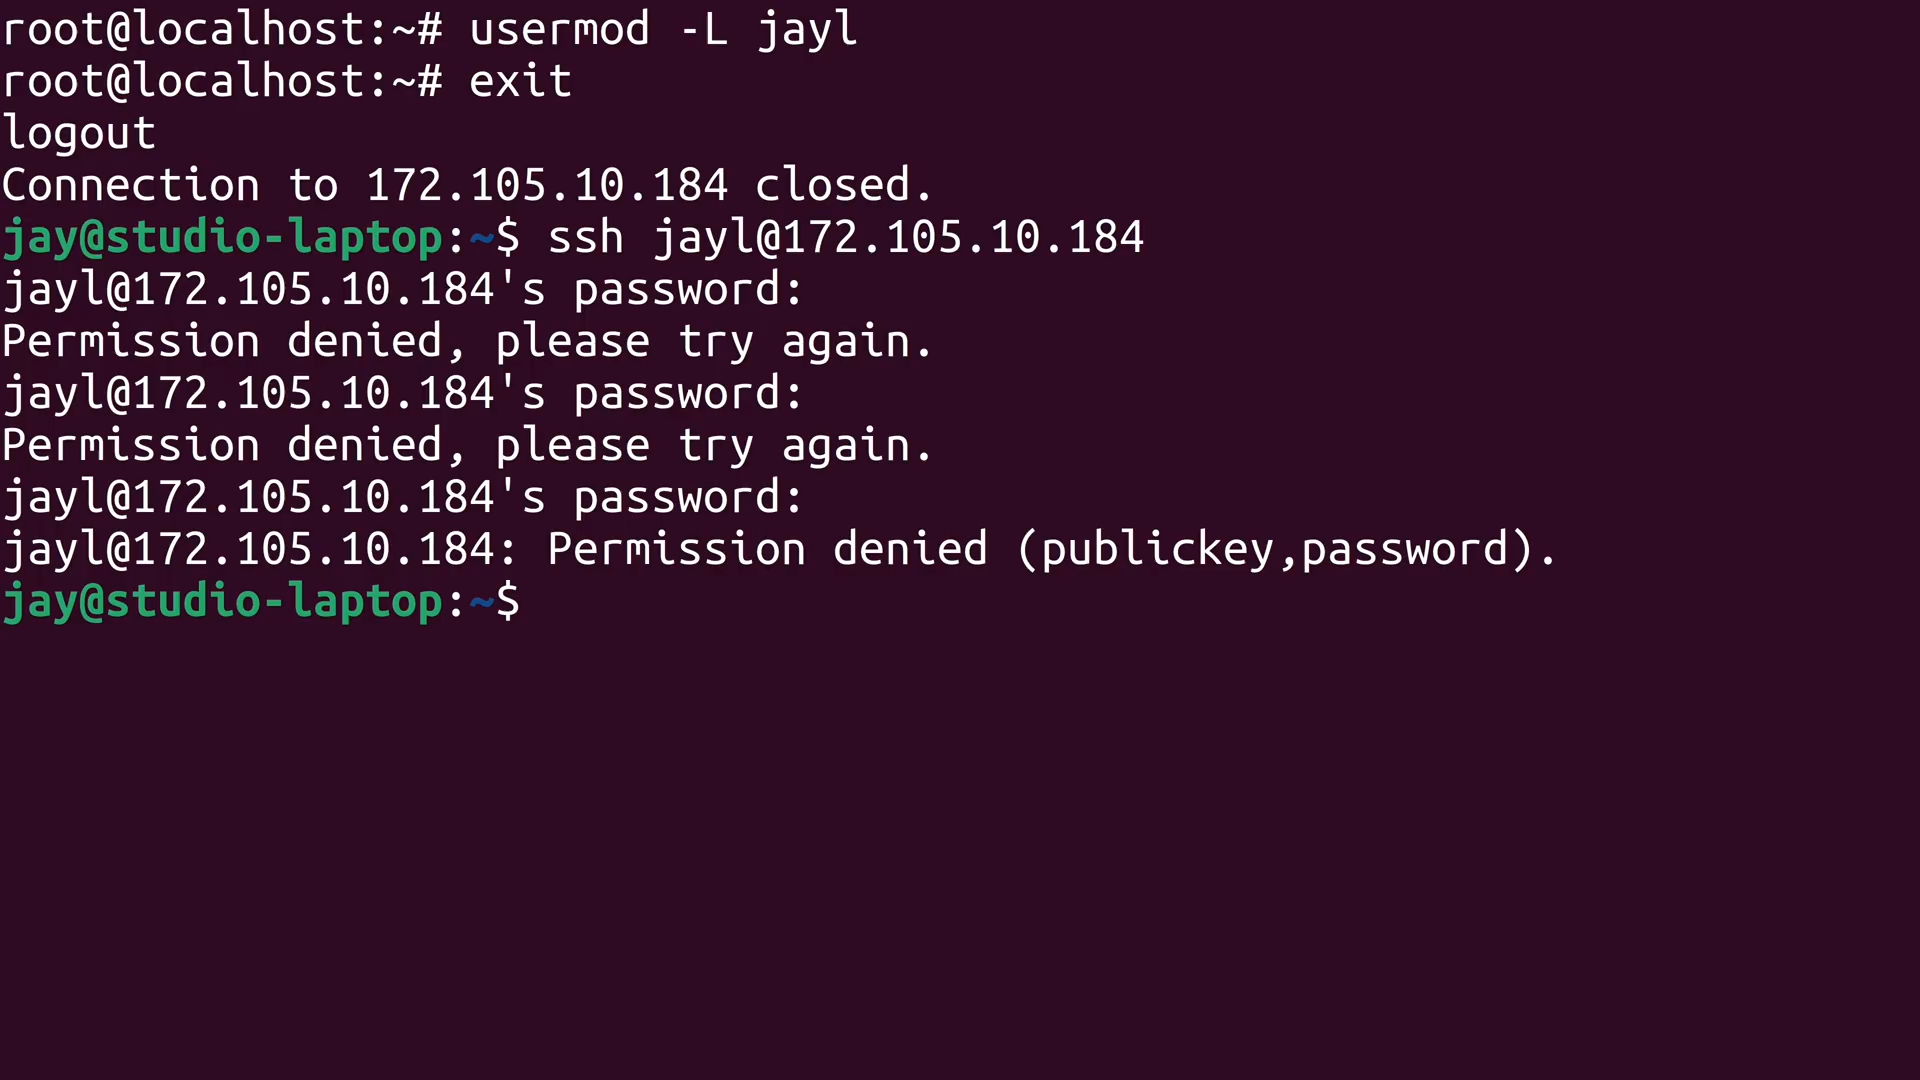 root@localhost:~# usermod -L jayl
root@localhost:~# exit
logout
Connection to 172.105.10.184 closed.
jay@studio-laptop:~$ ssh jayl@172.105.10.184
jayl@172.105.10.184's password:
Permission denied, please try again.
jayl@172.105.10.184's password:
Permission denied, please try again.
jayl@172.105.10.184's password:
jayl@172.105.10.184: Permission denied (publickey,password).
jay@studio-laptop:~$